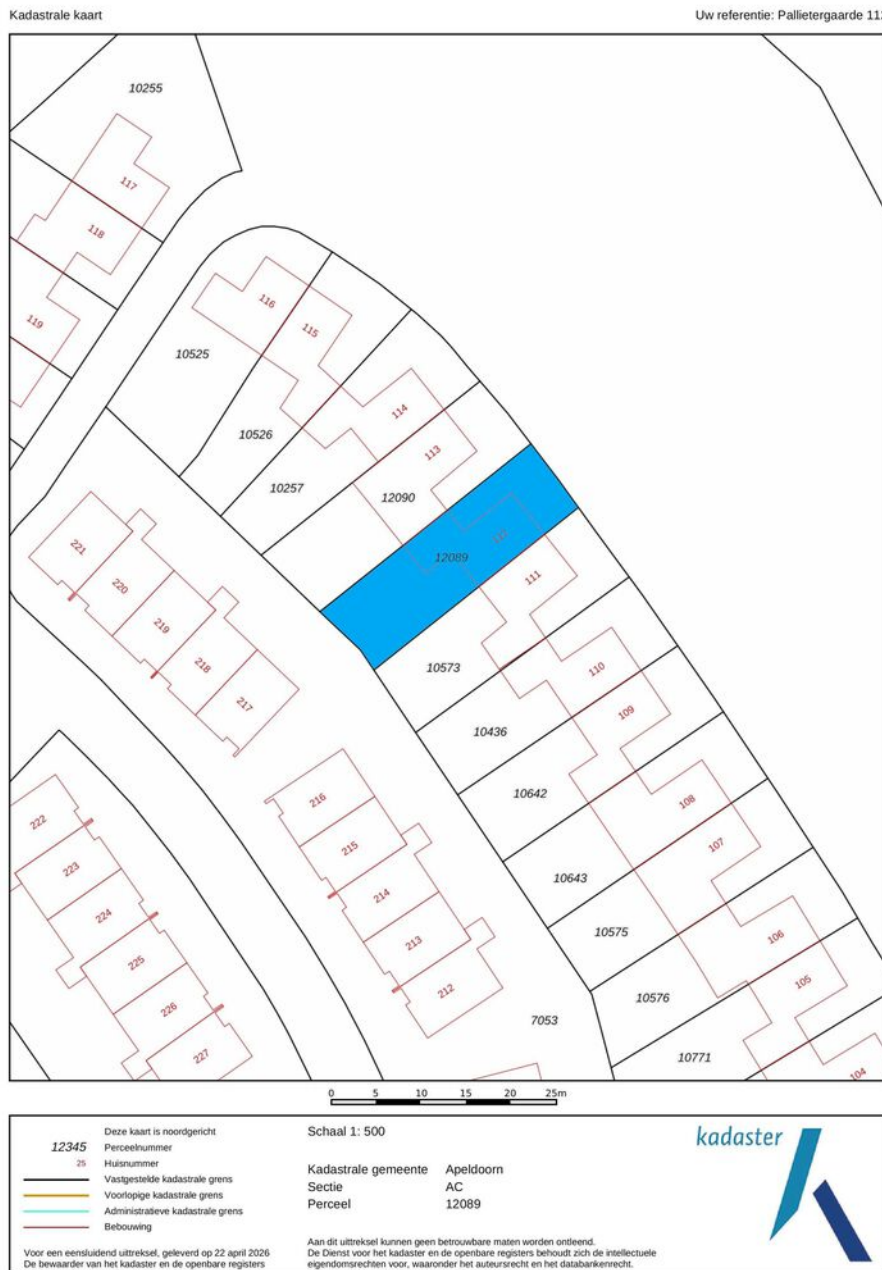 Kadastrale kaart
Uw referentie: Pallietergaarde 112
10255
117
118
119
116
115
10525
114
10526
113
10257
12090
112
12089
111
221
220
219
218
217
10573
110
10436
109
216
10642
108
215
107
222
10643
223
214
224
213
10575
106
225
212
10576
105
226
7053
227
10771
104
0 5 10 15 20 25m
Deze kaart is noordgericht
12345 Perceelnummer
25 Huisnummer
Vastgestelde kadastrale grens
Voorlopige kadastrale grens
Administratieve kadastrale grens
Bebouwing
Voor een eensluidend uittreksel, geleverd op 22 april 2026
De bewaarder van het kadaster en de openbare registers
Schaal 1: 500
Kadastrale gemeente Apeldoorn
Sectie AC
Perceel 12089
Aan dit uittreksel kunnen geen betrouwbare maten worden ontleend.
De Dienst voor het kadaster en de openbare registers behoudt zich de intellectuele
eigendomsrechten voor, waaronder het auteursrecht en het databankenrecht.
kadaster